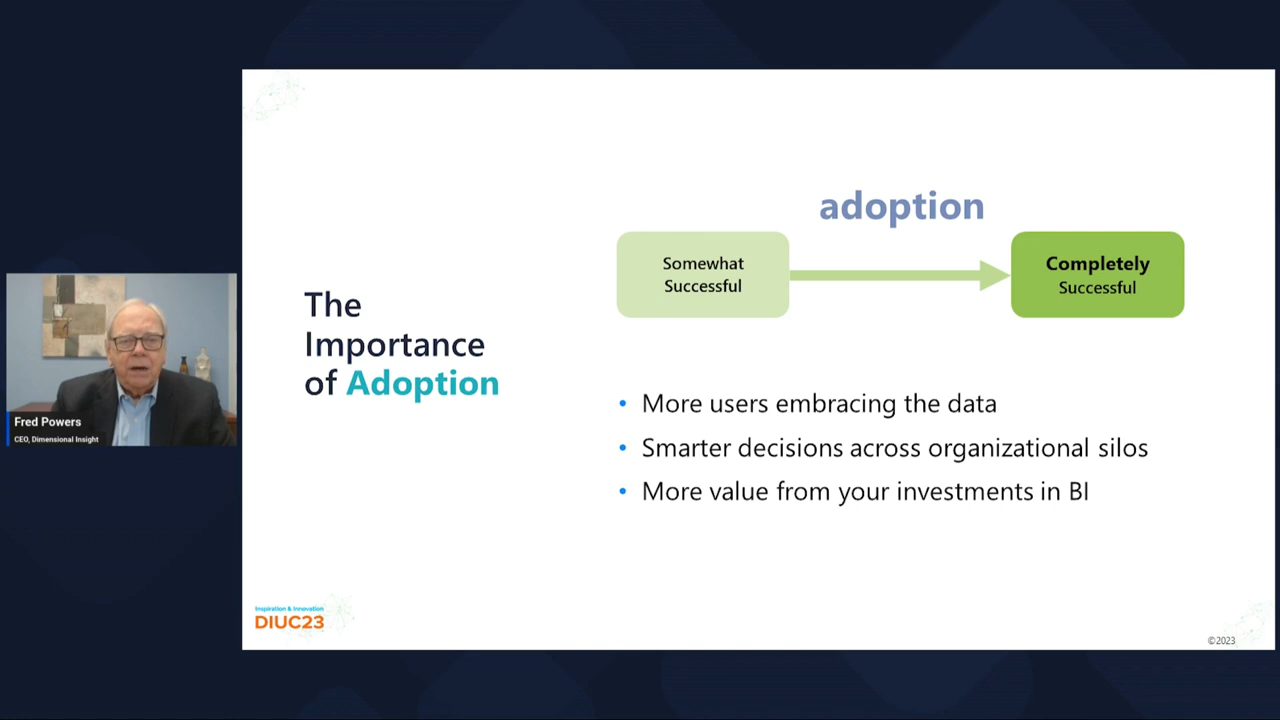 adoption
Somewhat
Successful
Completely
Successful
The
Importance
of Adoption
• More users embracing the data
• Smarter decisions across organizational silos
• More value from your investments in BI
Fred Powers
CEO, Dimensional Insight
Inspiration & Innovation
DIUC23
©2023